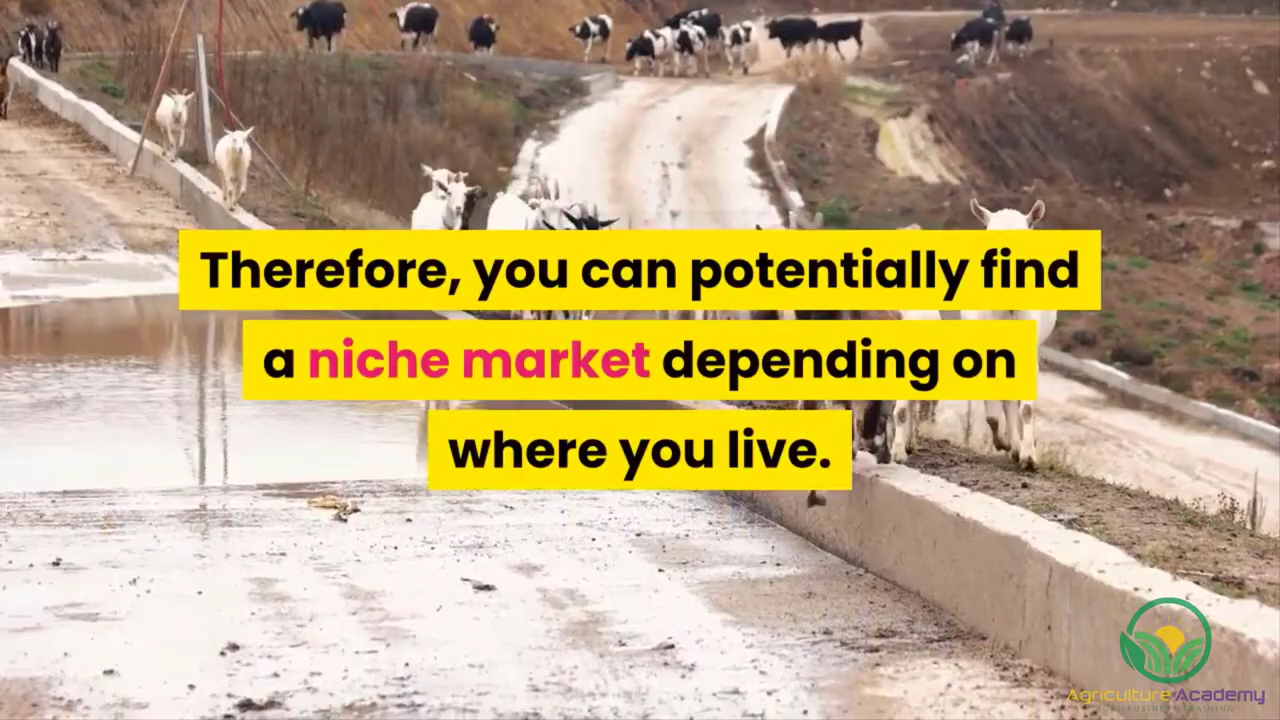 Therefore, you can potentially find
a niche market depending on
where you live.
Agriculture Academy